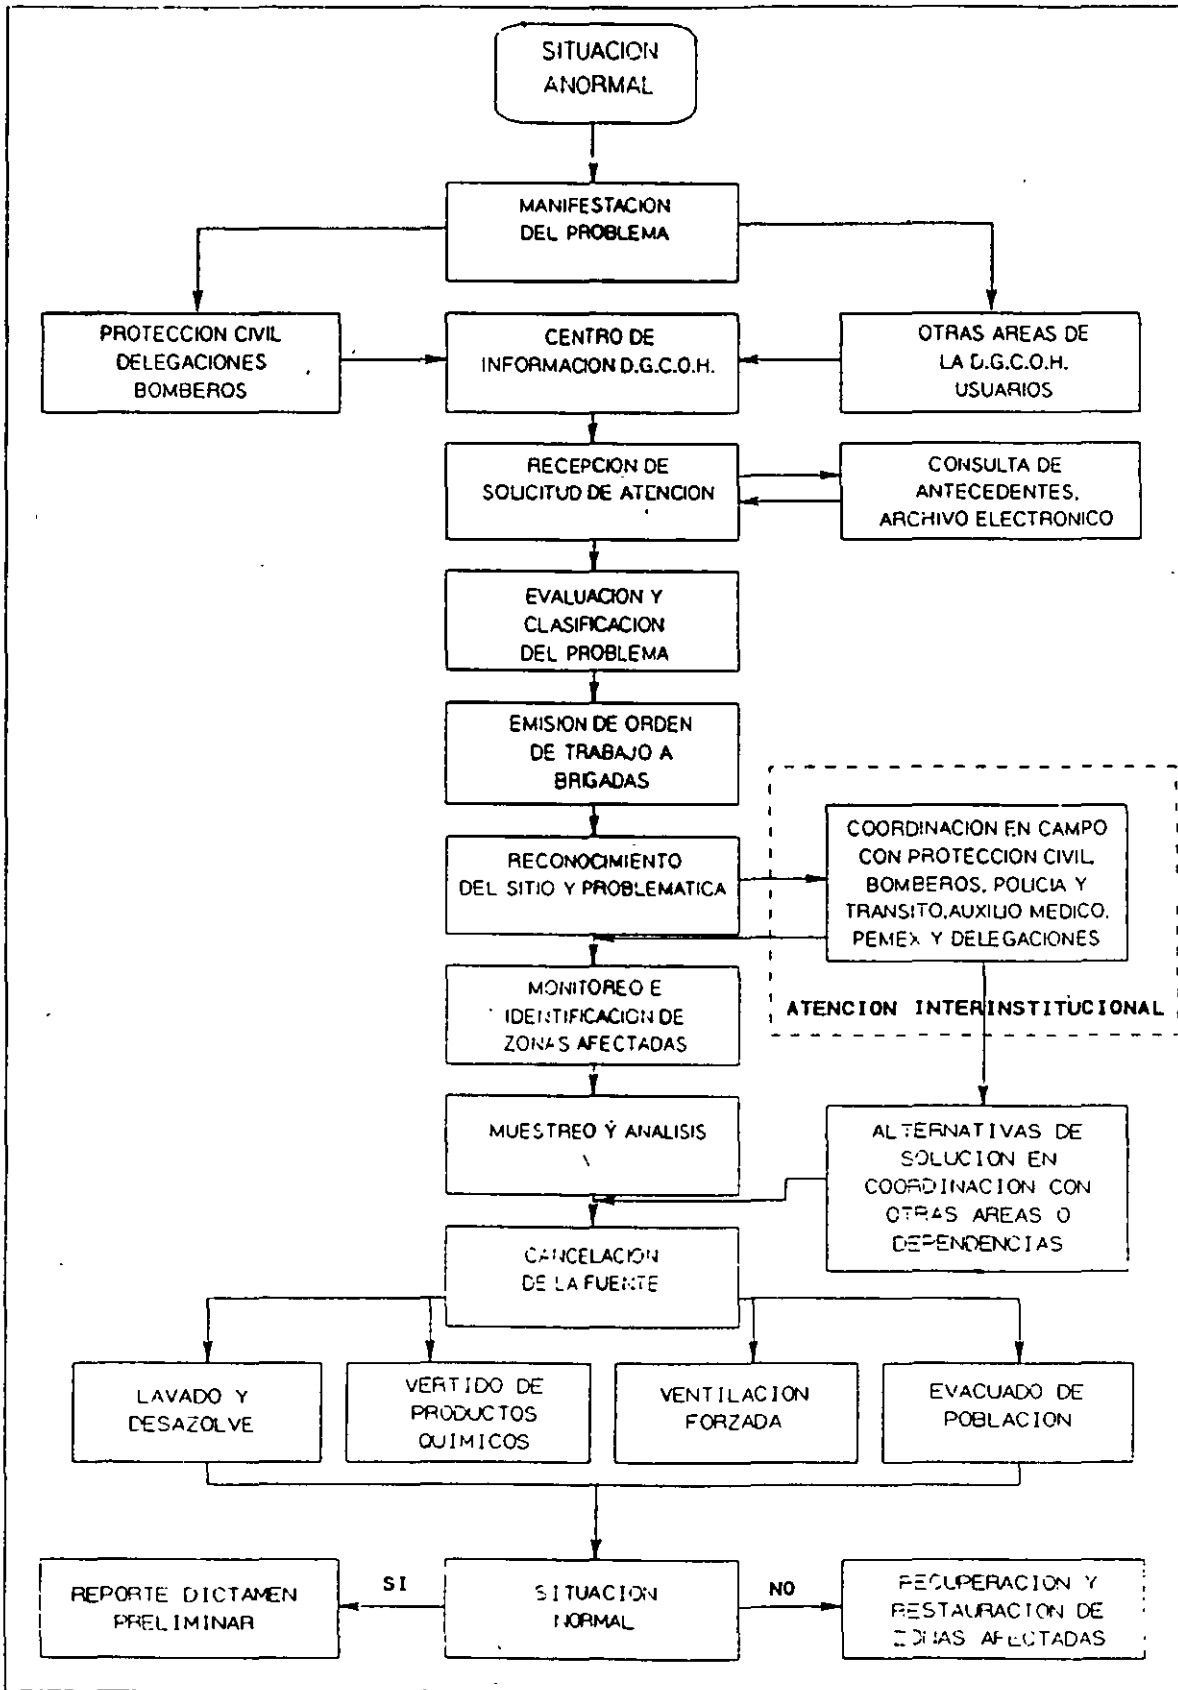 SITUACION
ANORMAL
MANIFESTACION
DEL PROBLEMA
PROTECCION CIVIL
DELEGACIONES
BOMBEROS
CENTRO DE
INFORMACION D.G.C.O.H.
OTRAS AREAS DE
LA D.G.C.O.H.
USUARIOS
RECEPCION DE
SOLICITUD DE ATENCION
CONSULTA DE
ANTECEDENTES,
ARCHIVO ELECTRONICO
EVALUACION Y
CLASIFICACION
DEL PROBLEMA
EMISION DE ORDEN
DE TRABAJO A
BRIGADAS
RECONOCIMIENTO
DEL SITIO Y PROBLEMATICA
COORDINACION EN CAMPO
CON PROTECCION CIVIL,
BOMBEROS, POLICIA Y
TRANSITO, AUXILIO MEDICO,
PEMEX Y DELEGACIONES
ATENCION INTERINSTITUCIONAL
MONITOREO E
IDENTIFICACION DE
ZONAS AFECTADAS
MUESTREO Y ANALISIS
ALTERNATIVAS DE
SOLUCION EN
COORDINACION CON
OTRAS AREAS O
DEPENDENCIAS
CANCELACION
DE LA FUENTE
LAVADO Y
DESAZOLVE
VERTIDO DE
PRODUCTOS
QUIMICOS
VENTILACION
FORZADA
EVACUADO DE
POBLACION
REPORTE DICTAMEN
PRELIMINAR
SI
SITUACION
NORMAL
NO
RECUPERACION Y
RESTAURACION DE
ZONAS AFECTADAS